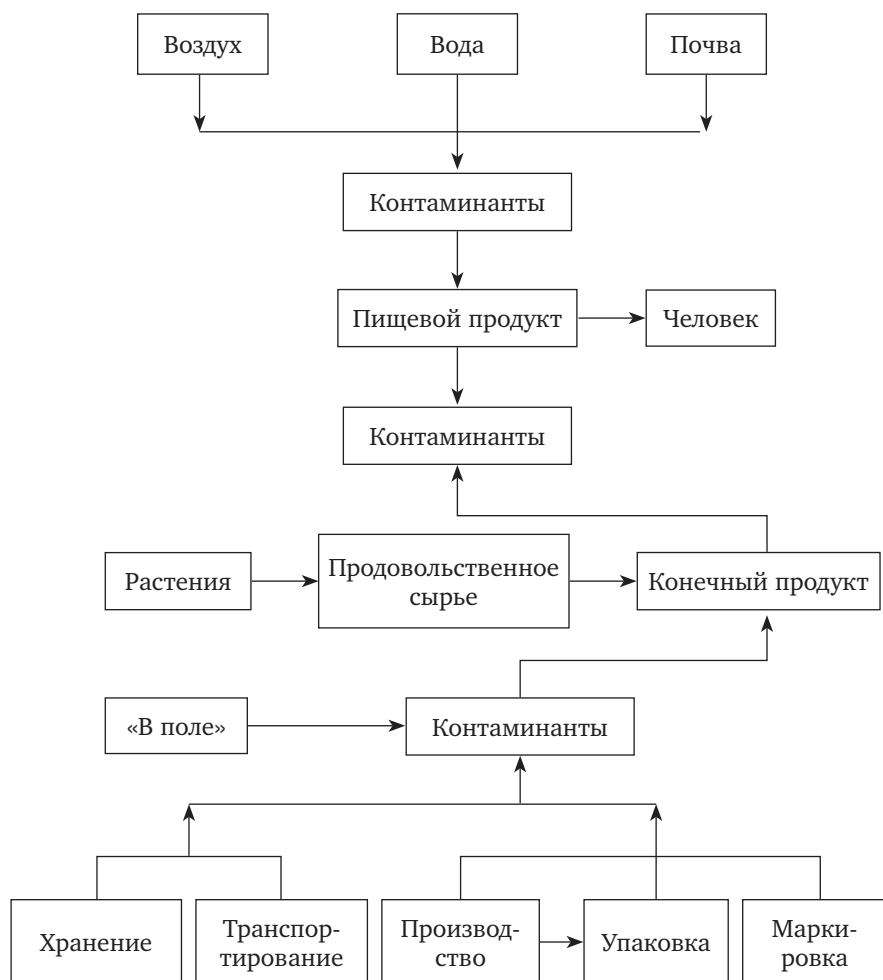 Воздух
Вода
Почва
Контаминанты
Пищевой продукт
Человек
Контаминанты
Растения
Продовольственное
сырье
Конечный продукт
«В поле»
Контаминанты
Хранение
Транспор-
тирование
Производ-
ство
Упаковка
Марки-
ровка